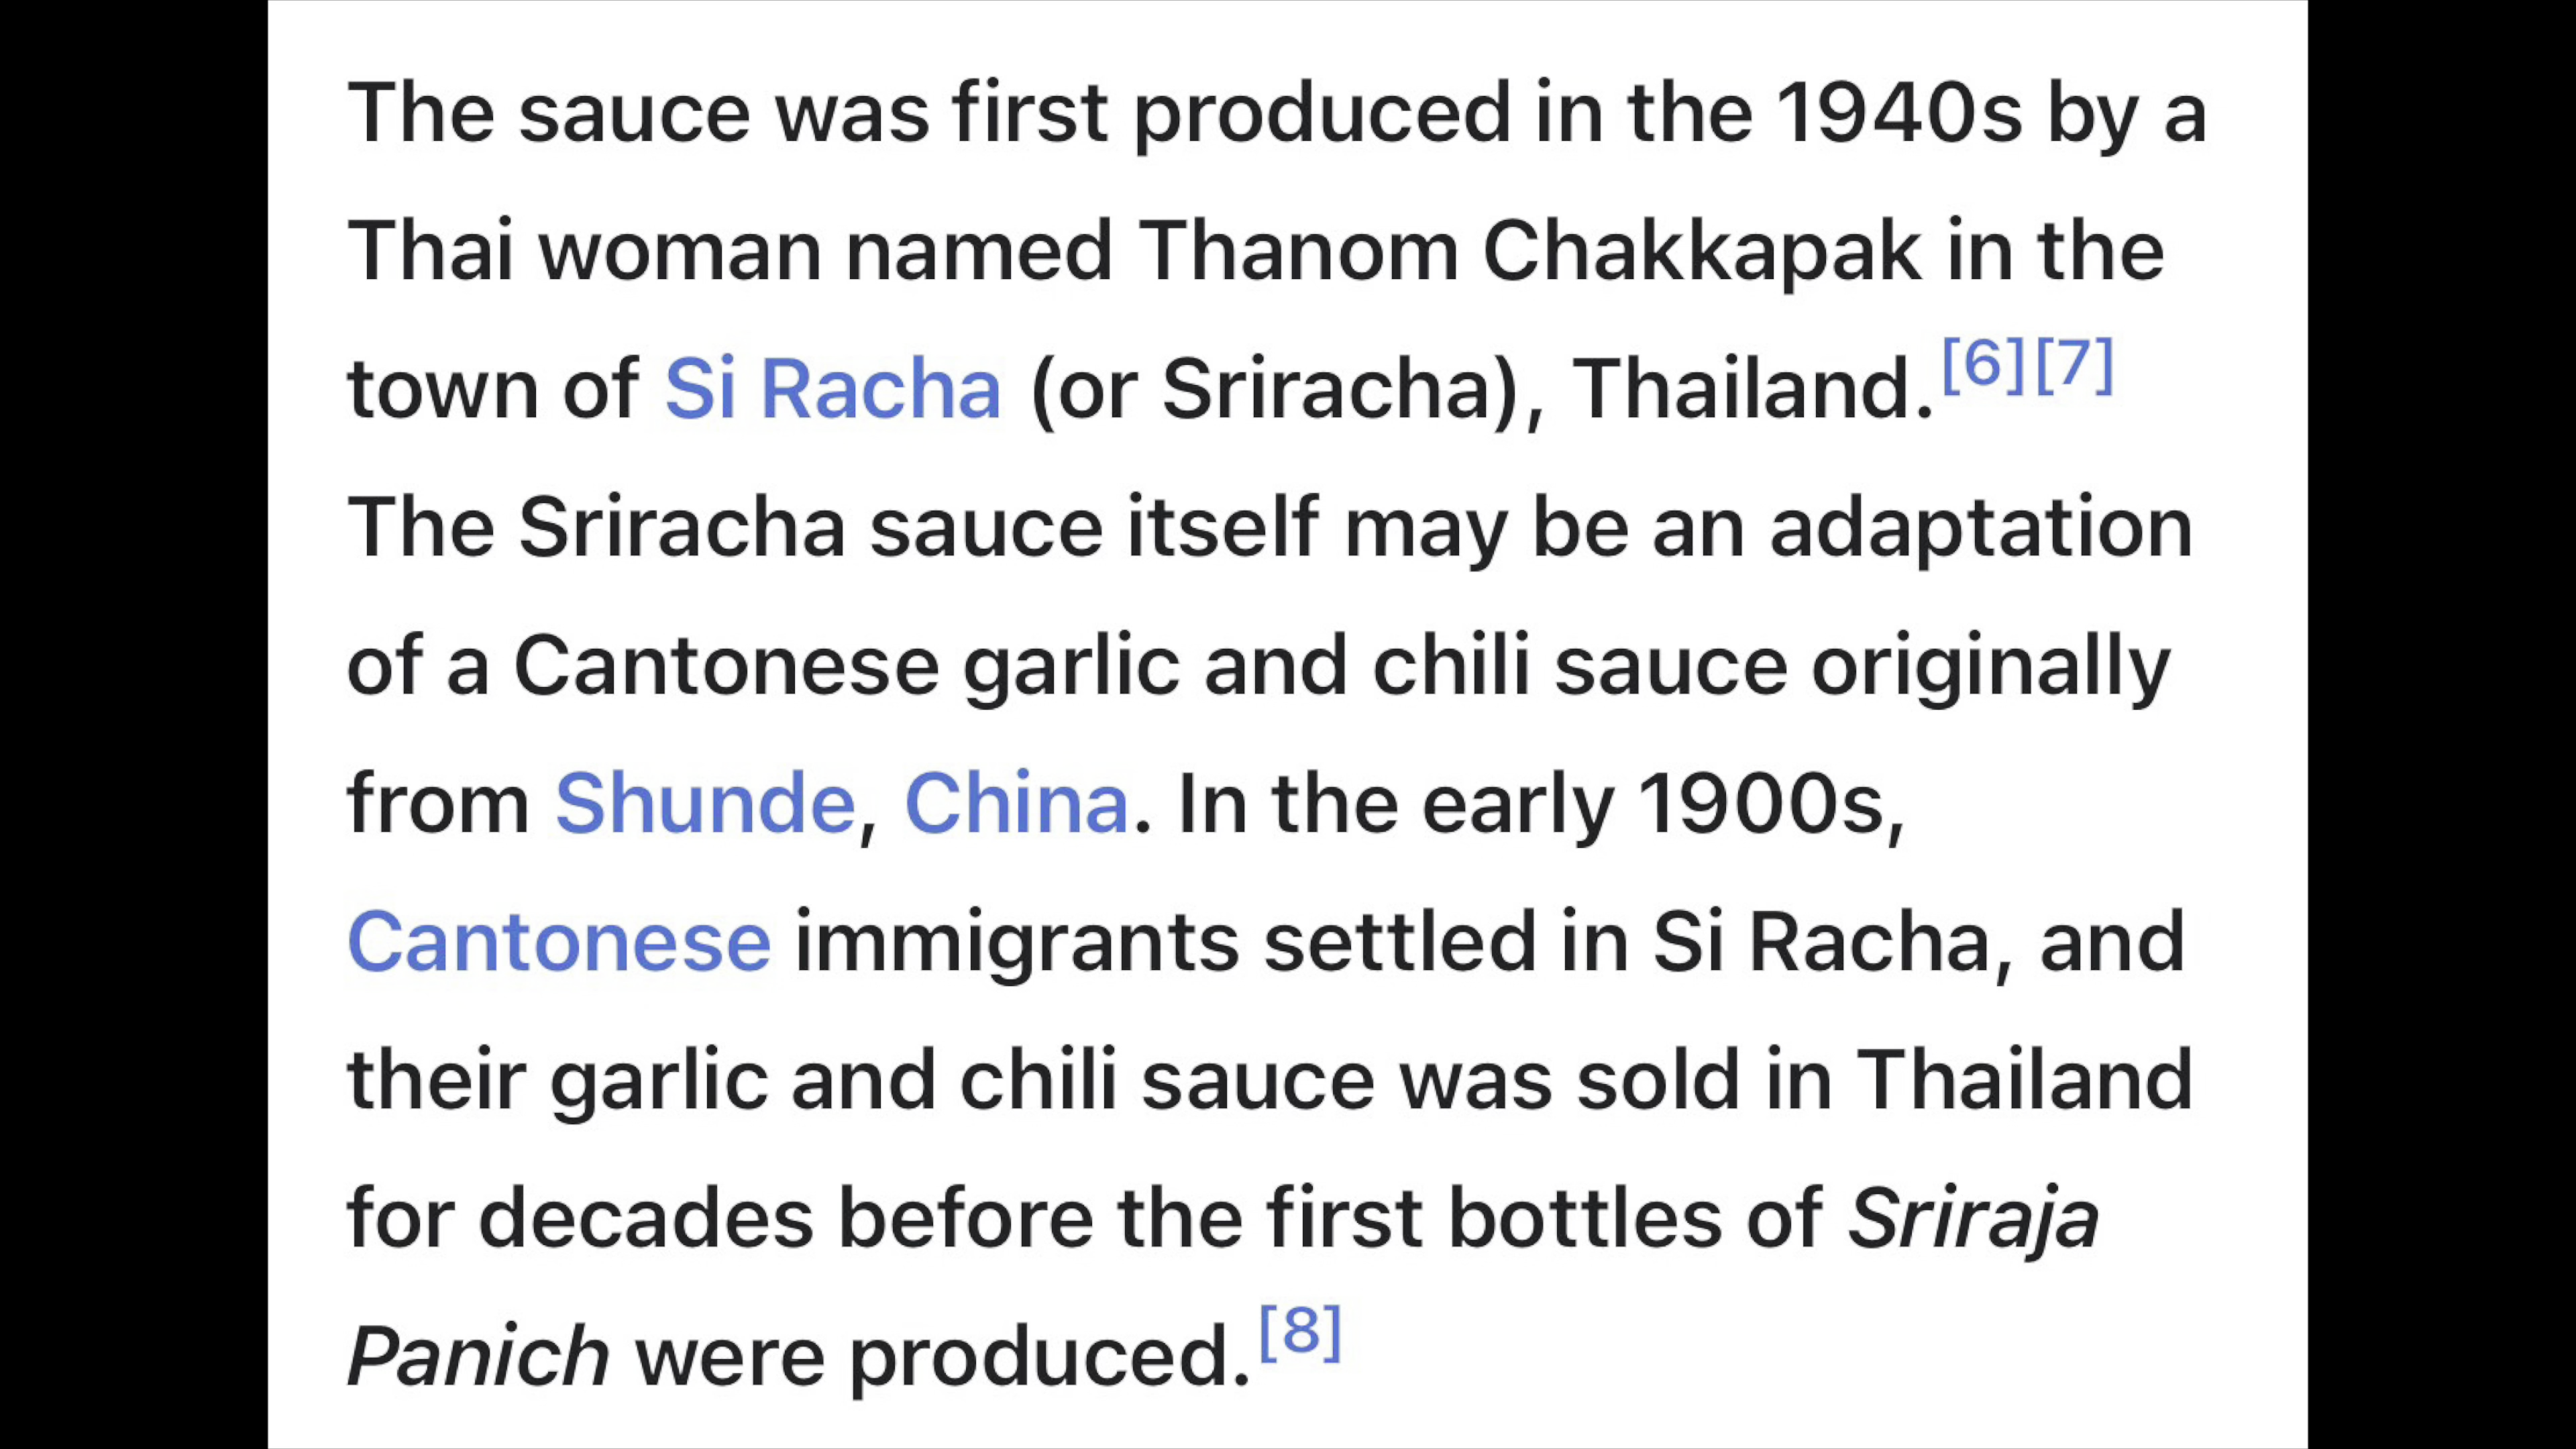 The sauce was first produced in the 1940s by a
Thai woman named Thanom Chakkapak in the
town of Si Racha (or Sriracha), Thailand.[6][7]
The Sriracha sauce itself may be an adaptation
of a Cantonese garlic and chili sauce originally
from Shunde, China. In the early 1900s,
Cantonese immigrants settled in Si Racha, and
their garlic and chili sauce was sold in Thailand
for decades before the first bottles of Sriraja
Panich were produced.[8]